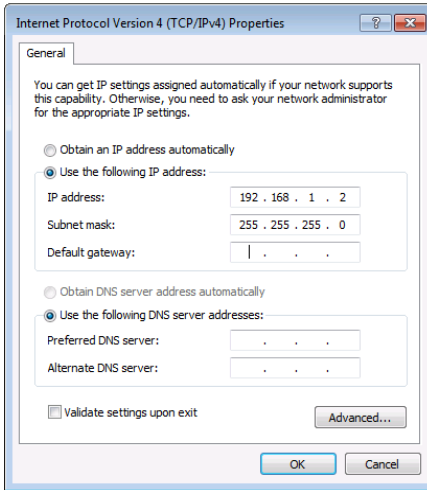 Internet Protocol Version 4 (TCP/IPv4) Properties
General
You can get IP settings assigned automatically if your network supports
this capability. Otherwise, you need to ask your network administrator
for the appropriate IP settings.
Obtain an IP address automatically
Use the following IP address:
IP address: 192 . 168 . 1 . 2
Subnet mask: 255 . 255 . 255 . 0
Default gateway: . . .
Obtain DNS server address automatically
Use the following DNS server addresses:
Preferred DNS server: . . .
Alternate DNS server: . . .
Validate settings upon exit
Advanced...
OK Cancel